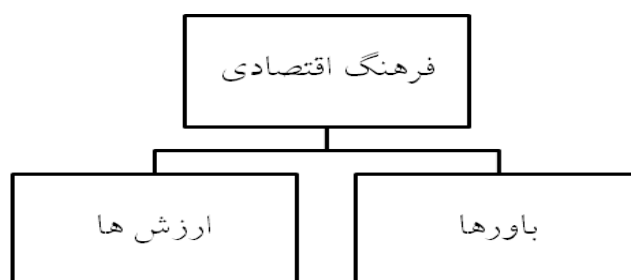 فرهنگ اقتصادی
باورها
ارزش ها